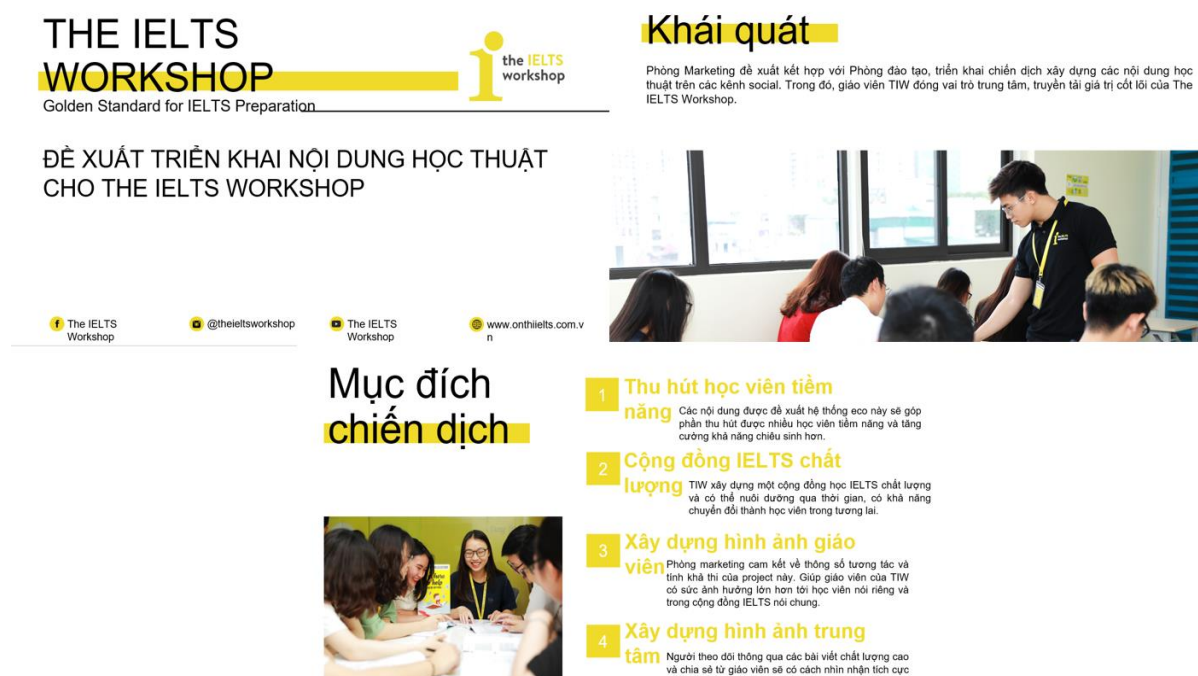 THE IELTS
WORKSHOP
Golden Standard for IELTS Preparation
the IELTS
workshop
ĐỀ XUẤT TRIỂN KHAI NỘI DUNG HỌC THUẬT
CHO THE IELTS WORKSHOP
The IELTS
Workshop
@theieltsworkshop
The IELTS
Workshop
www.onthiielts.com.v
n
Khái quát
Phòng Marketing đề xuất kết hợp với Phòng đào tạo, triển khai chiến dịch xây dựng các nội dung học
thuật trên các kênh social. Trong đó, giáo viên TIW đóng vai trò trung tâm, truyền tải giá trị cốt lõi của The
IELTS Workshop.
Mục đích
chiến dịch
1
Thu hút học viên tiềm
năng
Các nội dung được đề xuất hệ thống eco này sẽ góp
phần thu hút được nhiều học viên tiềm năng và tăng
cường khả năng chiêu sinh hơn.
2
Cộng đồng IELTS chất
lượng
TIW xây dựng một cộng đồng học IELTS chất lượng
và có thể nuôi dưỡng qua thời gian, có khả năng
chuyển đổi thành học viên trong tương lai.
3
Xây dựng hình ảnh giáo
viên
Phòng marketing cam kết về thông số tương tác và
tính khả thi của project này. Giúp giáo viên của TIW
có sức ảnh hưởng lớn hơn tới học viên nói riêng và
trong cộng đồng IELTS nói chung.
4
Xây dựng hình ảnh trung
tâm
Người theo dõi thông qua các bài viết chất lượng cao
và chia sẻ từ giáo viên sẽ có cách nhìn nhận tích cực